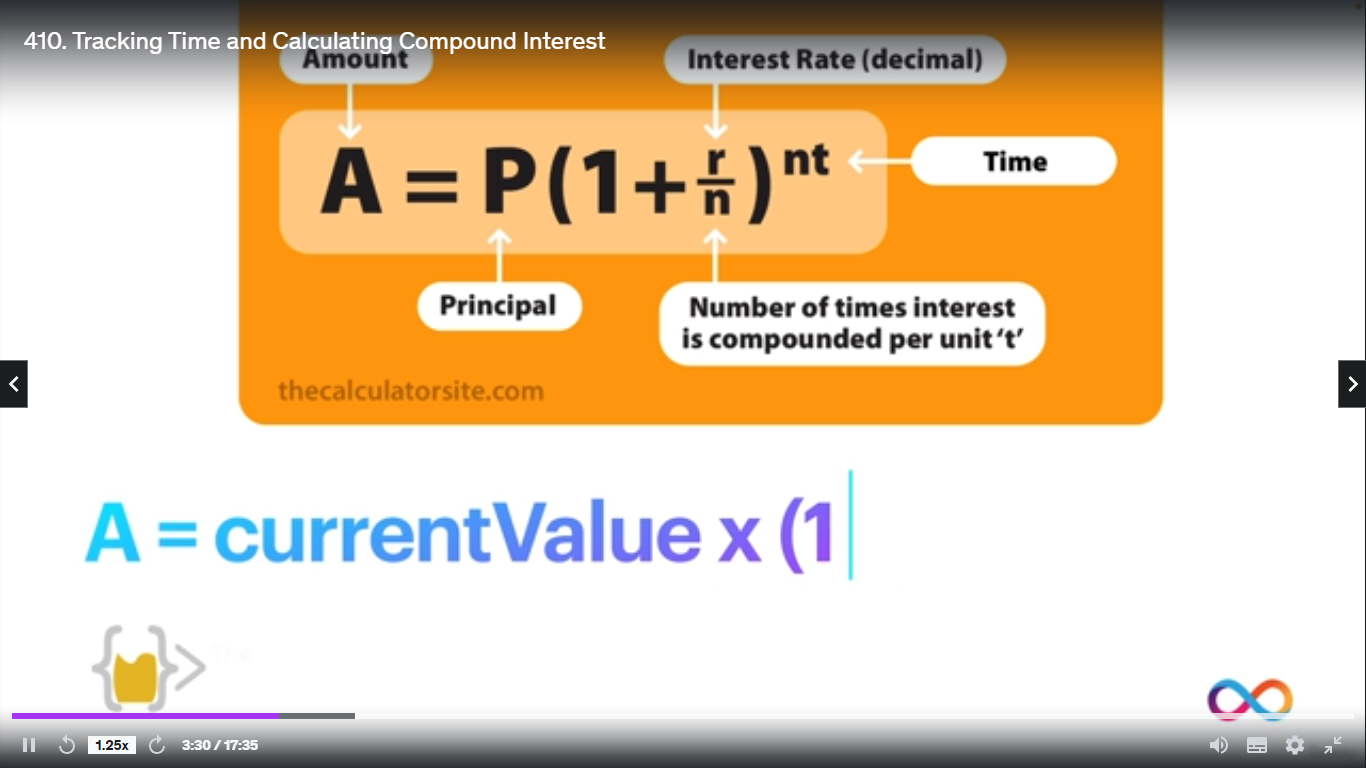 410. Tracking Time and Calculating Compound Interest
Amount
Interest Rate (decimal)
A = P(1+r/n)^nt
Time
Principal
Number of times interest
is compounded per unit 't'
thecalculatorsite.com
A = currentValue x (1
{ }>
The
1.25x
3:30 / 17:35